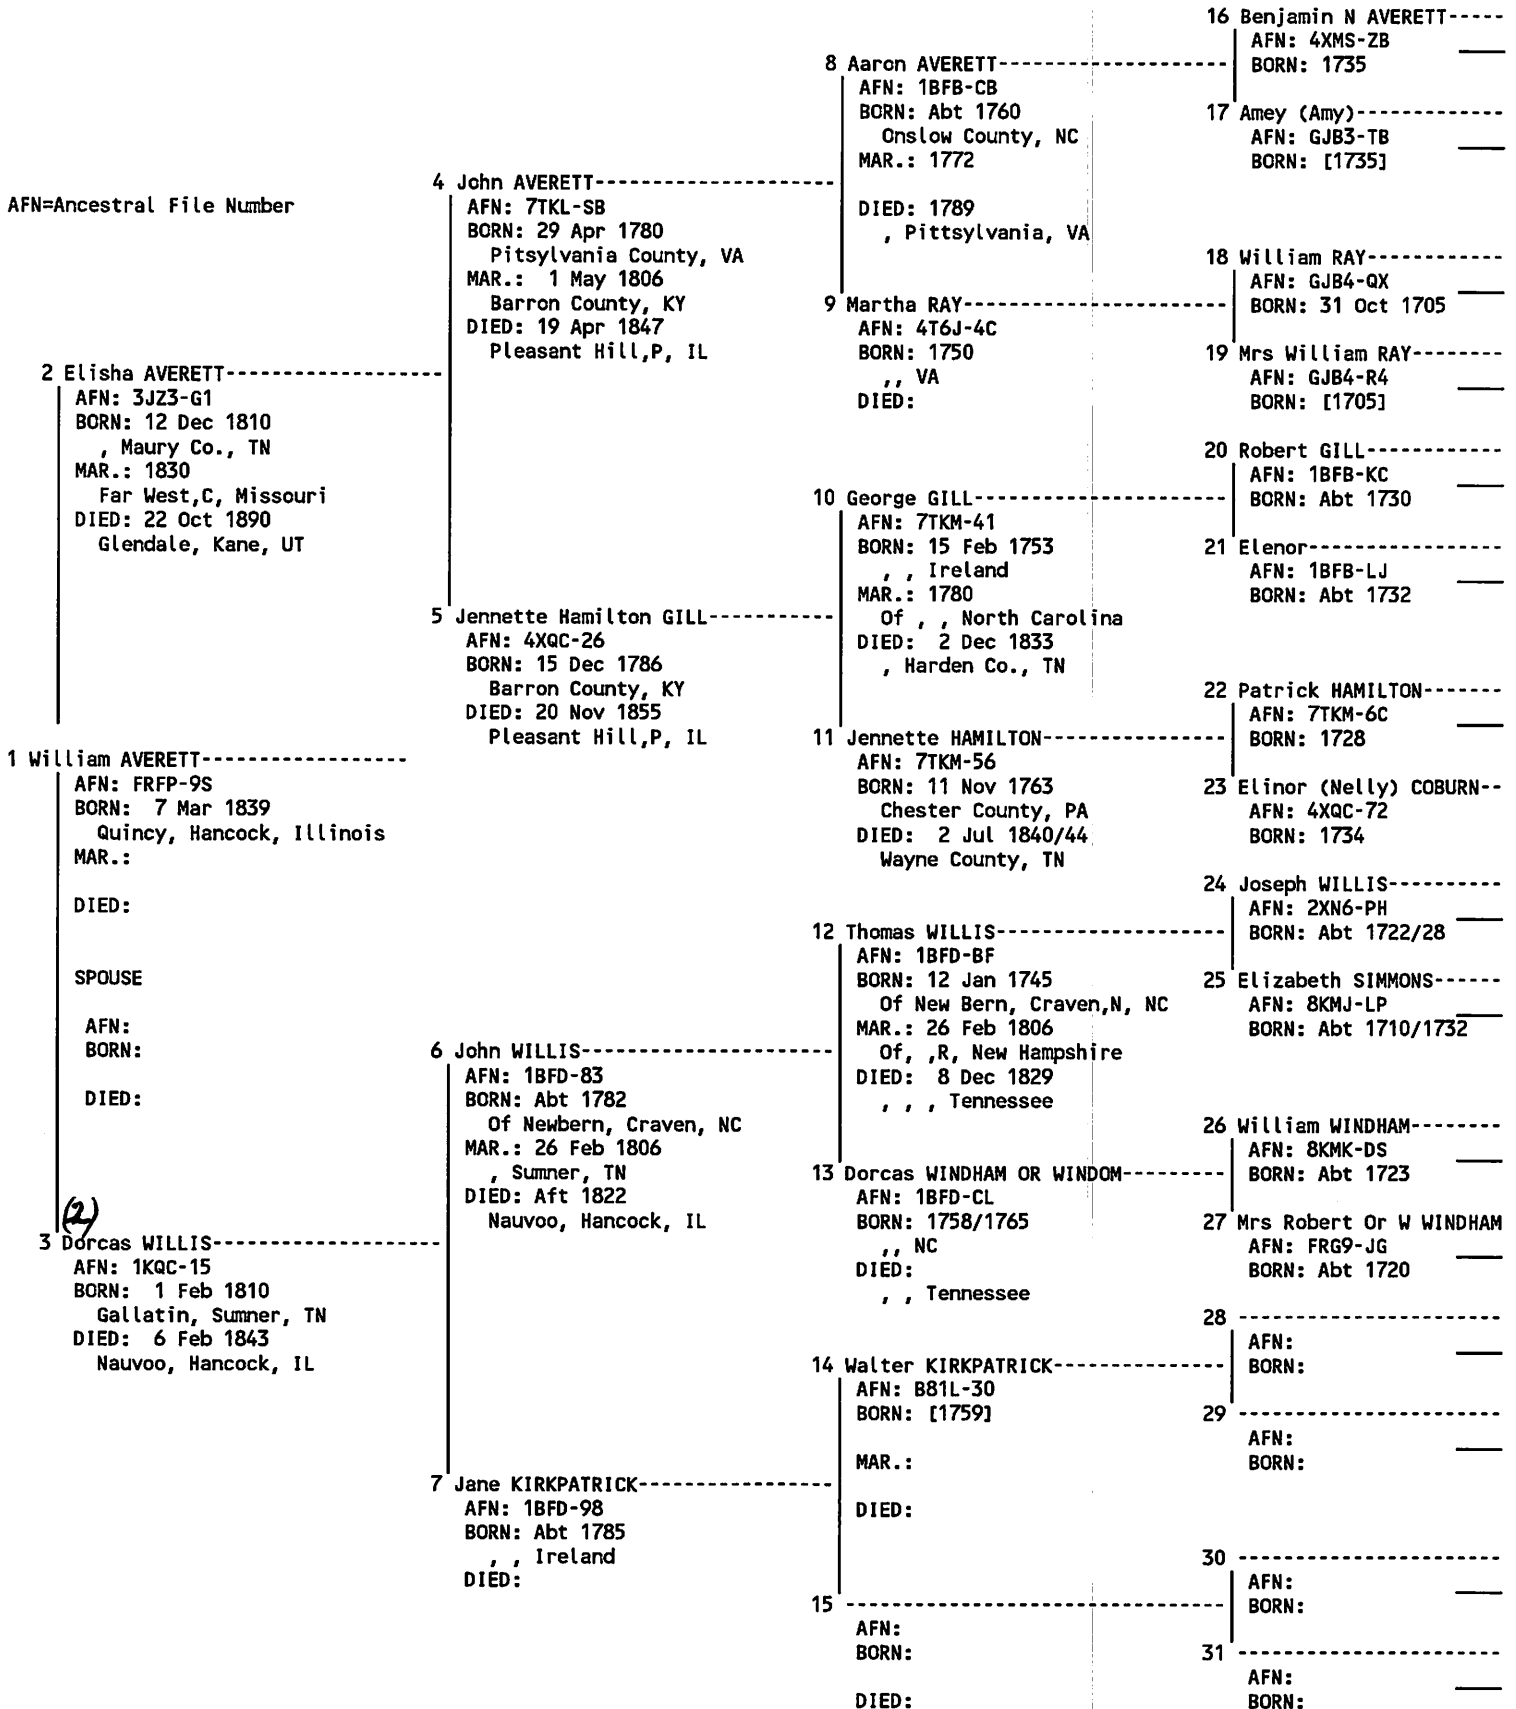 AFN=Ancestral File Number
1 William AVERETT-----------------
AFN: FRFP-9S
BORN:  7 Mar 1839
Quincy, Hancock, Illinois
MAR.:
DIED:
SPOUSE
AFN:
BORN:
DIED:
2 Elisha AVERETT------------------
AFN: 3JZ3-G1
BORN: 12 Dec 1810
, Maury Co., TN
MAR.: 1830
Far West,C, Missouri
DIED: 22 Oct 1890
Glendale, Kane, UT
(2)
3 Dorcas WILLIS-------------------
AFN: 1KQC-15
BORN:  1 Feb 1810
Gallatin, Sumner, TN
DIED:  6 Feb 1843
Nauvoo, Hancock, IL
4 John AVERETT--------------------
AFN: 7TKL-SB
BORN: 29 Apr 1780
Pitsylvania County, VA
MAR.:  1 May 1806
Barron County, KY
DIED: 19 Apr 1847
Pleasant Hill,P, IL
5 Jennette Hamilton GILL----------
AFN: 4XQC-26
BORN: 15 Dec 1786
Barron County, KY
DIED: 20 Nov 1855
Pleasant Hill,P, IL
6 John WILLIS---------------------
AFN: 1BFD-83
BORN: Abt 1782
Of Newbern, Craven, NC
MAR.: 26 Feb 1806
, Sumner, TN
DIED: Aft 1822
Nauvoo, Hancock, IL
7 Jane KIRKPATRICK----------------
AFN: 1BFD-98
BORN: Abt 1785
, , Ireland
DIED:
8 Aaron AVERETT-------------------
AFN: 1BFB-CB
BORN: Abt 1760
Onslow County, NC
MAR.: 1772
DIED: 1789
, Pittsylvania, VA
9 Martha RAY----------------------
AFN: 4T6J-4C
BORN: 1750
,, VA
DIED:
10 George GILL---------------------
AFN: 7TKM-41
BORN: 15 Feb 1753
, , Ireland
MAR.: 1780
Of , , North Carolina
DIED:  2 Dec 1833
, Harden Co., TN
11 Jennette HAMILTON---------------
AFN: 7TKM-56
BORN: 11 Nov 1763
Chester County, PA
DIED:  2 Jul 1840/44
Wayne County, TN
12 Thomas WILLIS-------------------
AFN: 1BFD-BF
BORN: 12 Jan 1745
Of New Bern, Craven,N, NC
MAR.: 26 Feb 1806
Of, ,R, New Hampshire
DIED:  8 Dec 1829
, , , Tennessee
13 Dorcas WINDHAM OR WINDOM--------
AFN: 1BFD-CL
BORN: 1758/1765
,, NC
DIED:
, , Tennessee
14 Walter KIRKPATRICK--------------
AFN: B81L-30
BORN: [1759]
MAR.:
DIED:
15 -------------------------------
AFN:
BORN:
DIED:
16 Benjamin N AVERETT-----
AFN: 4XMS-ZB
BORN: 1735
17 Amey (Amy)-------------
AFN: GJB3-TB
BORN: [1735]
18 William RAY------------
AFN: GJB4-QX
BORN: 31 Oct 1705
19 Mrs William RAY--------
AFN: GJB4-R4
BORN: [1705]
20 Robert GILL------------
AFN: 1BFB-KC
BORN: Abt 1730
21 Elenor-----------------
AFN: 1BFB-LJ
BORN: Abt 1732
22 Patrick HAMILTON-------
AFN: 7TKM-6C
BORN: 1728
23 Elinor (Nelly) COBURN--
AFN: 4XQC-72
BORN: 1734
24 Joseph WILLIS----------
AFN: 2XN6-PH
BORN: Abt 1722/28
25 Elizabeth SIMMONS------
AFN: 8KMJ-LP
BORN: Abt 1710/1732
26 William WINDHAM--------
AFN: 8KMK-DS
BORN: Abt 1723
27 Mrs Robert Or W WINDHAM
AFN: FRG9-JG
BORN: Abt 1720
28 ----------------------
AFN:
BORN:
29 ----------------------
AFN:
BORN:
30 ----------------------
AFN:
BORN:
31 ----------------------
AFN:
BORN: